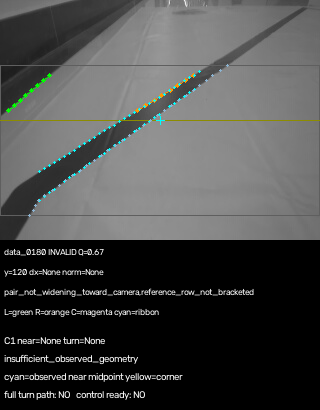 data_0180 INVALID Q=0.67
y=120 dx=None norm=None
pair_not_widening_toward_camera,reference_row_not_bracketed
L=green R=orange C=magenta cyan=ribbon
C1 near=None turn=None
insufficient_observed_geometry
cyan=observed near midpoint yellow=corner
full turn path: NO control ready: NO